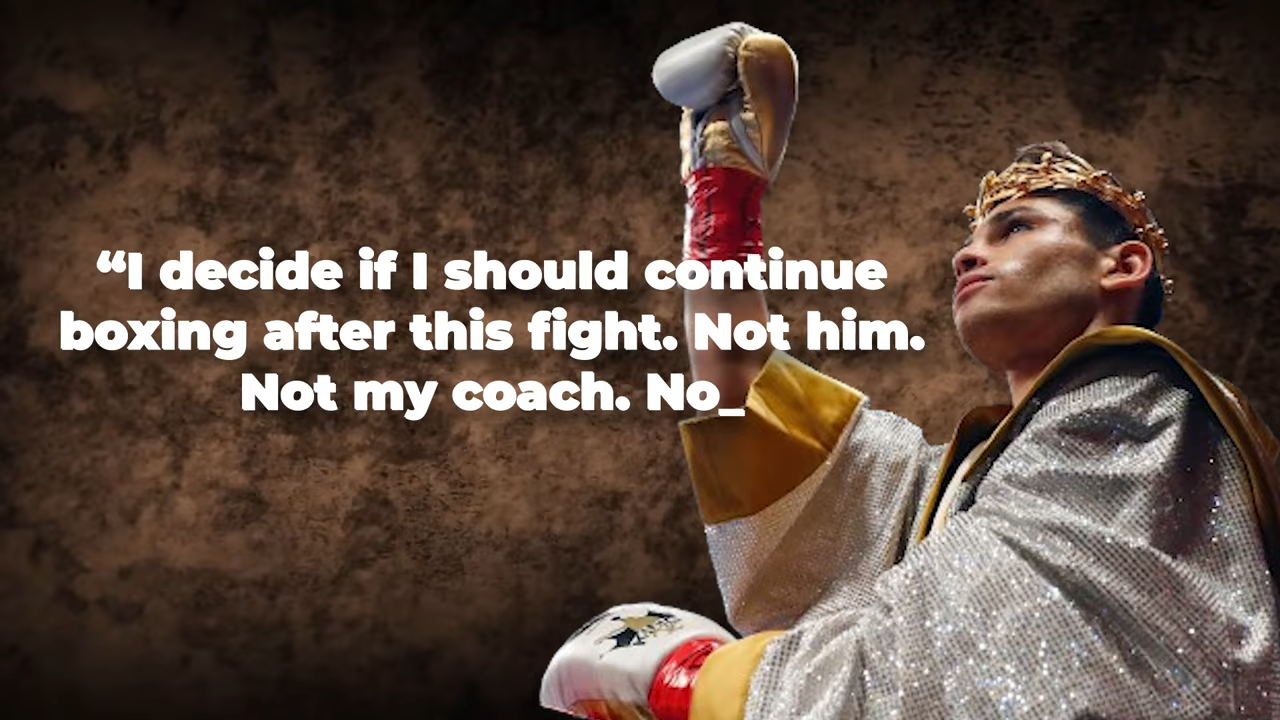 “I decide if I should continue
boxing after this fight. Not him.
Not my coach. No_